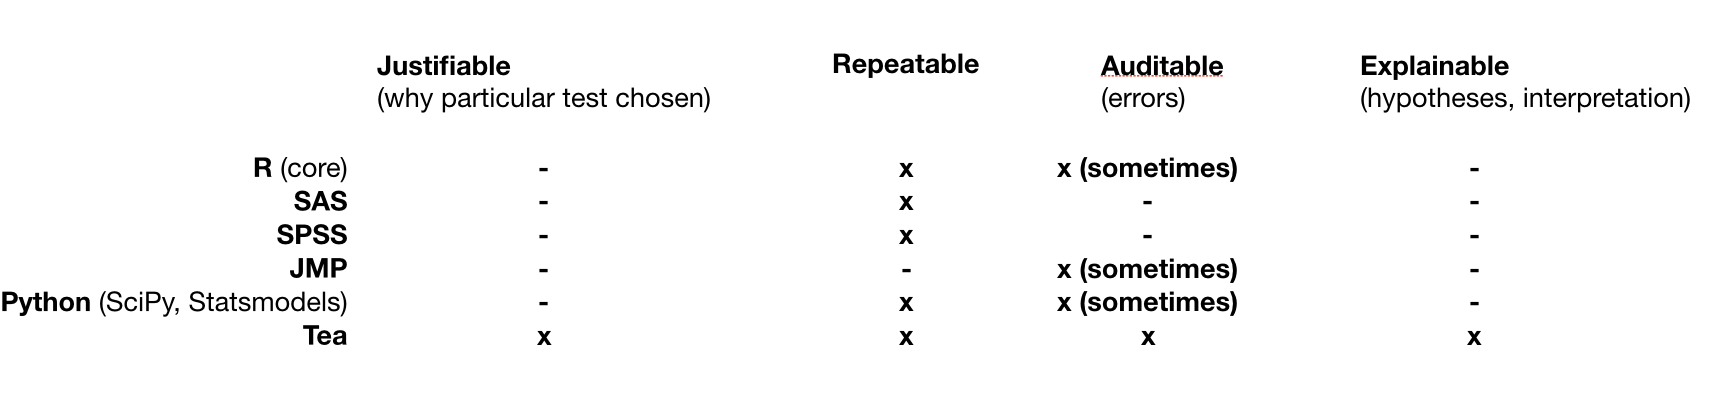 Justifiable Repeatable Auditable Explainable
(why particular test chosen) (errors) (hypotheses, interpretation)
R (core) - x x (sometimes) -
SAS - x - -
SPSS - x - -
JMP - - x (sometimes) -
Python (SciPy, Statsmodels) - x x (sometimes) -
Tea x x x x